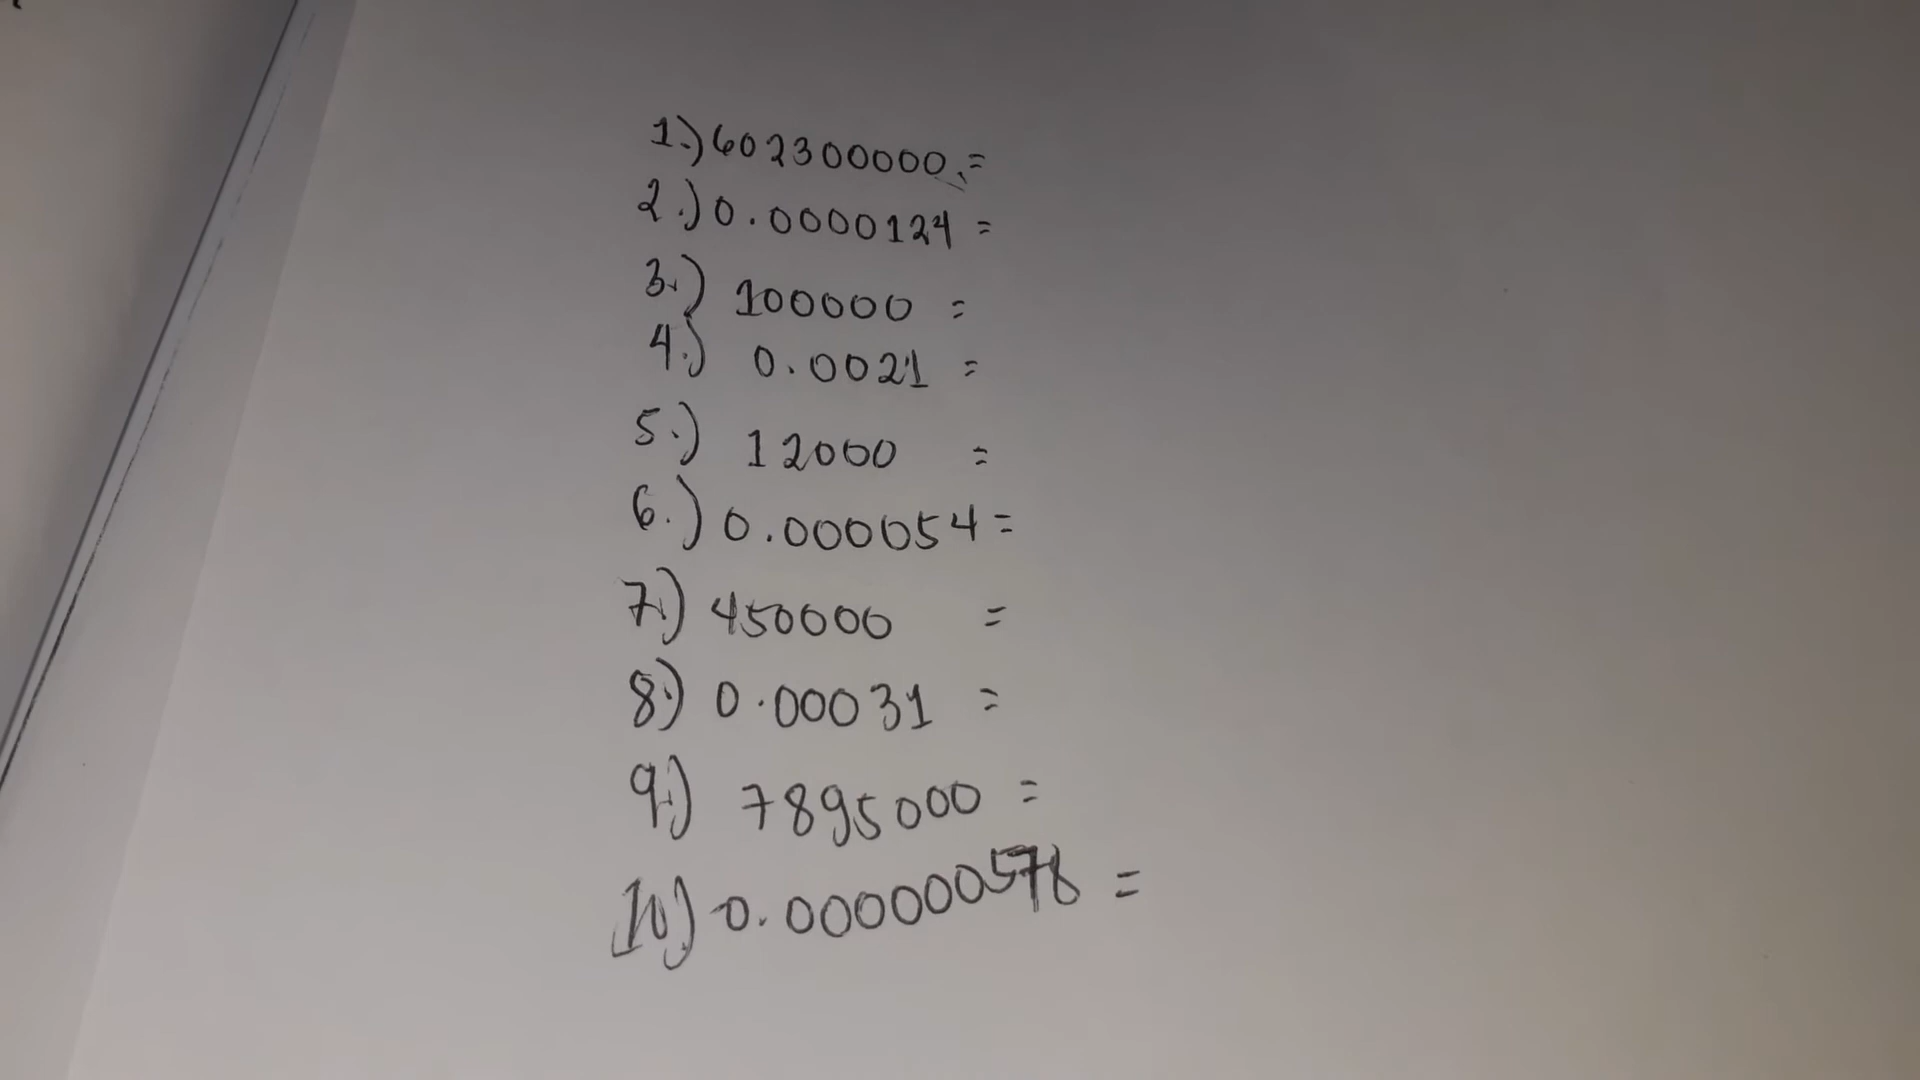 1.) 602300000. =
2.) 0.0000124 =
3.) 100000 =
4.) 0.0021 =
5.) 12000 =
6.) 0.000054 =
7.) 450000 =
8.) 0.00031 =
9.) 7895000 =
10) 0.000000578 =